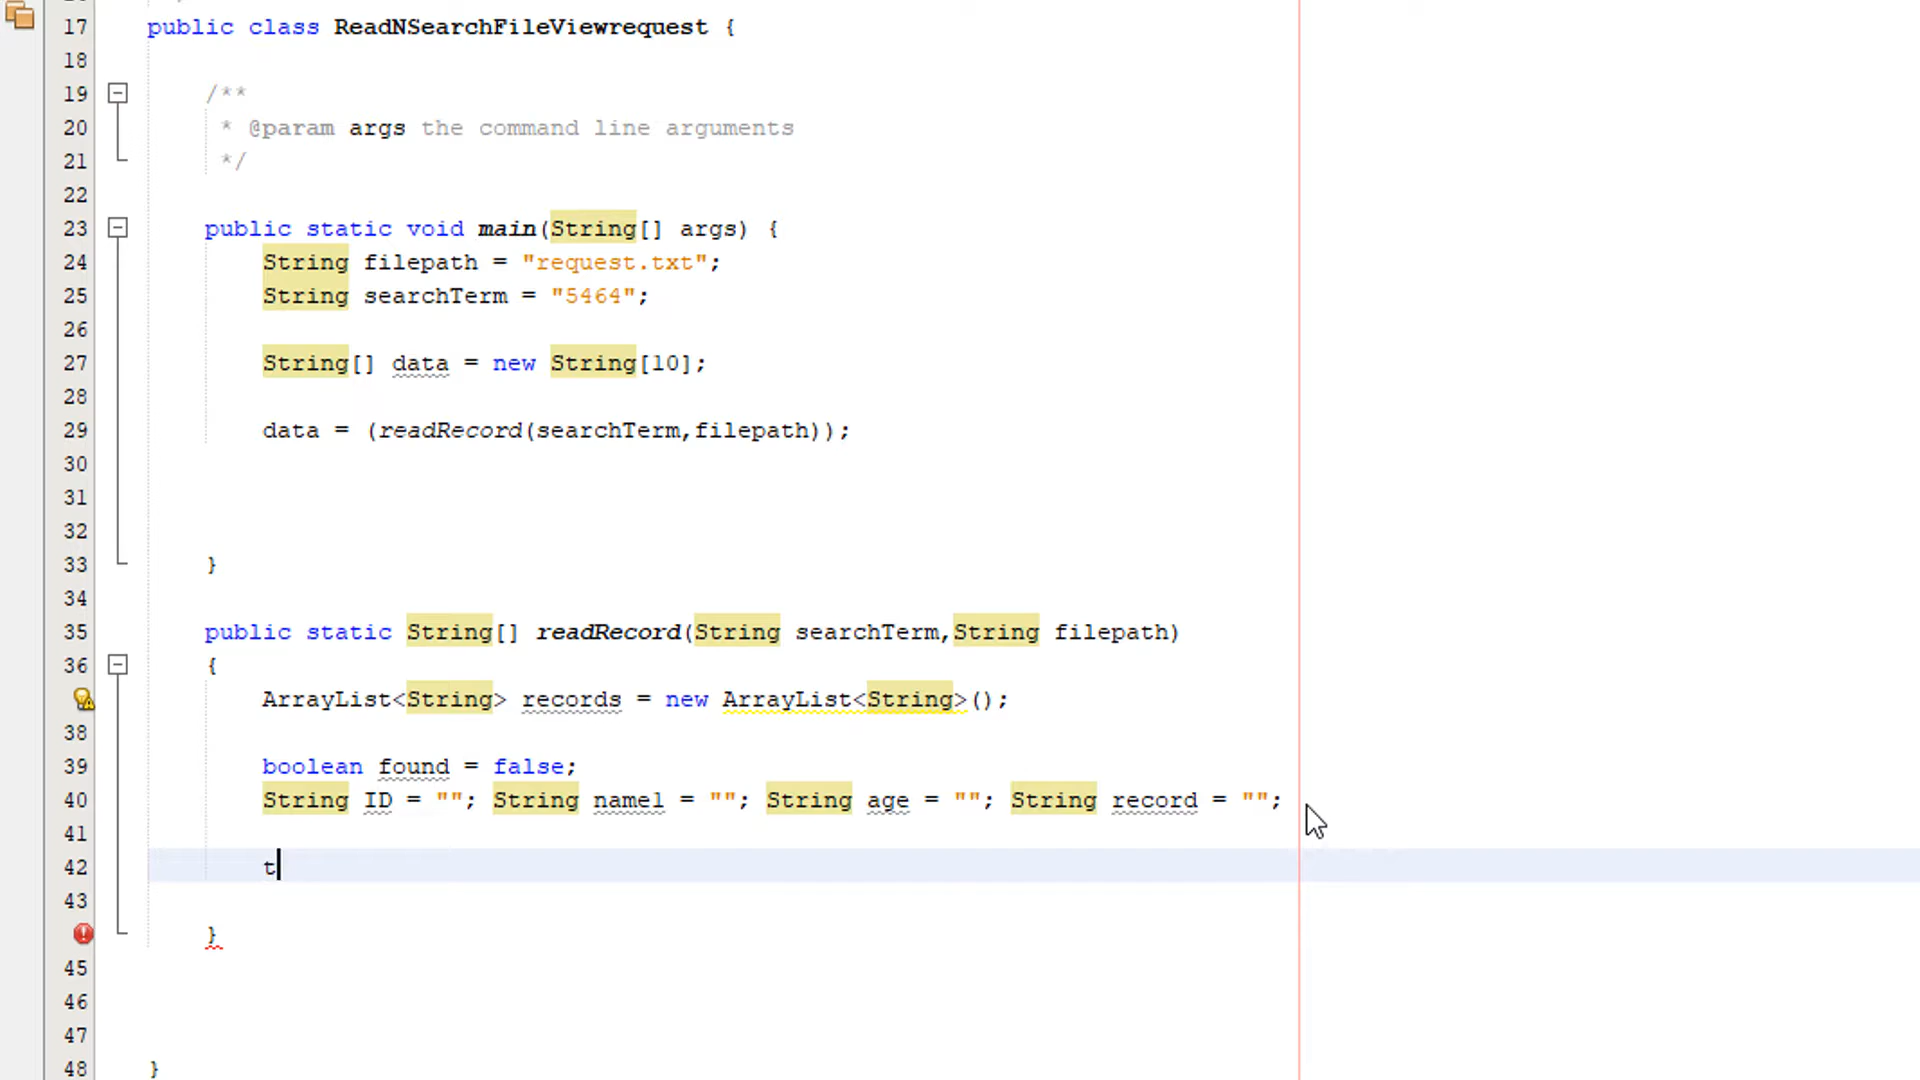 17 public class ReadNSearchFileViewrequest {
18
19 /**
20 * @param args the command line arguments
21 */
22
23 public static void main(String[] args) {
24 String filepath = "request.txt";
25 String searchTerm = "5464";
26
27 String[] data = new String[10];
28
29 data = (readRecord(searchTerm,filepath));
30
31
32
33 }
34
35 public static String[] readRecord(String searchTerm,String filepath)
36 {
ArrayList<String> records = new ArrayList<String>();
38
39 boolean found = false;
40 String ID = ""; String name1 = ""; String age = ""; String record = "";
41
42 t
43
}
45
46
47
48 }